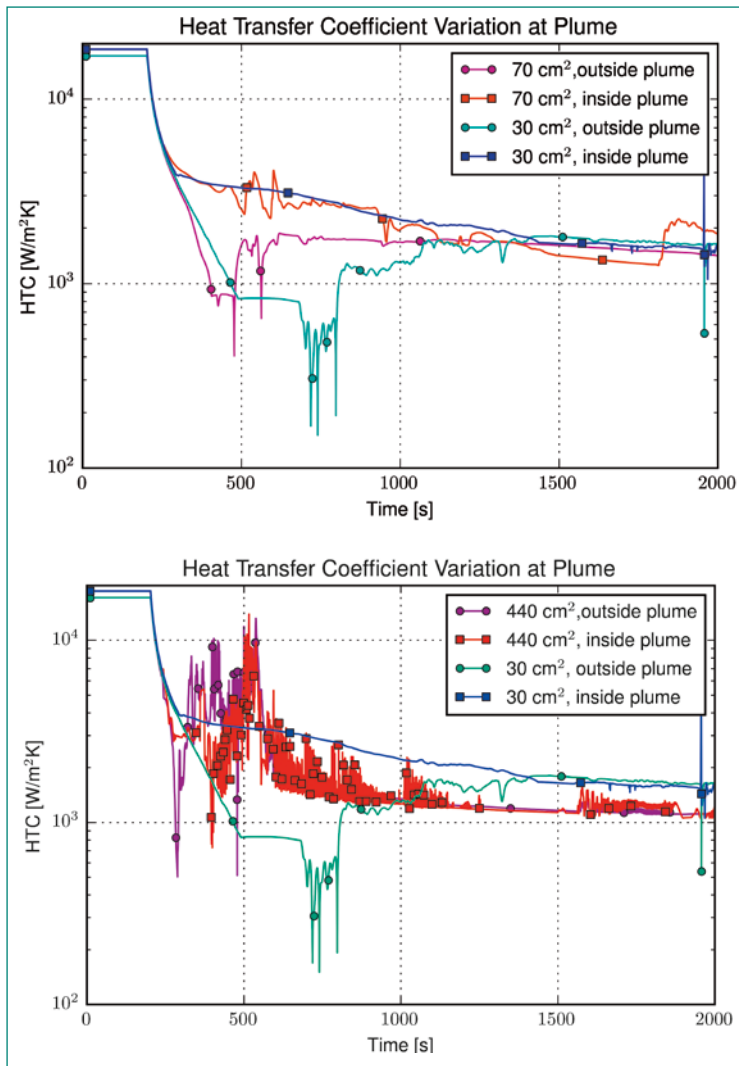 Heat Transfer Coefficient Variation at Plume
70 cm²,outside plume
70 cm², inside plume
30 cm², outside plume
30 cm², inside plume
HTC [W/m²K]
10⁴
10³
10²
0 500 1000 1500 2000
Time [s]
Heat Transfer Coefficient Variation at Plume
440 cm²,outside plume
440 cm², inside plume
30 cm², outside plume
30 cm², inside plume
HTC [W/m²K]
10⁴
10³
10²
0 500 1000 1500 2000
Time [s]